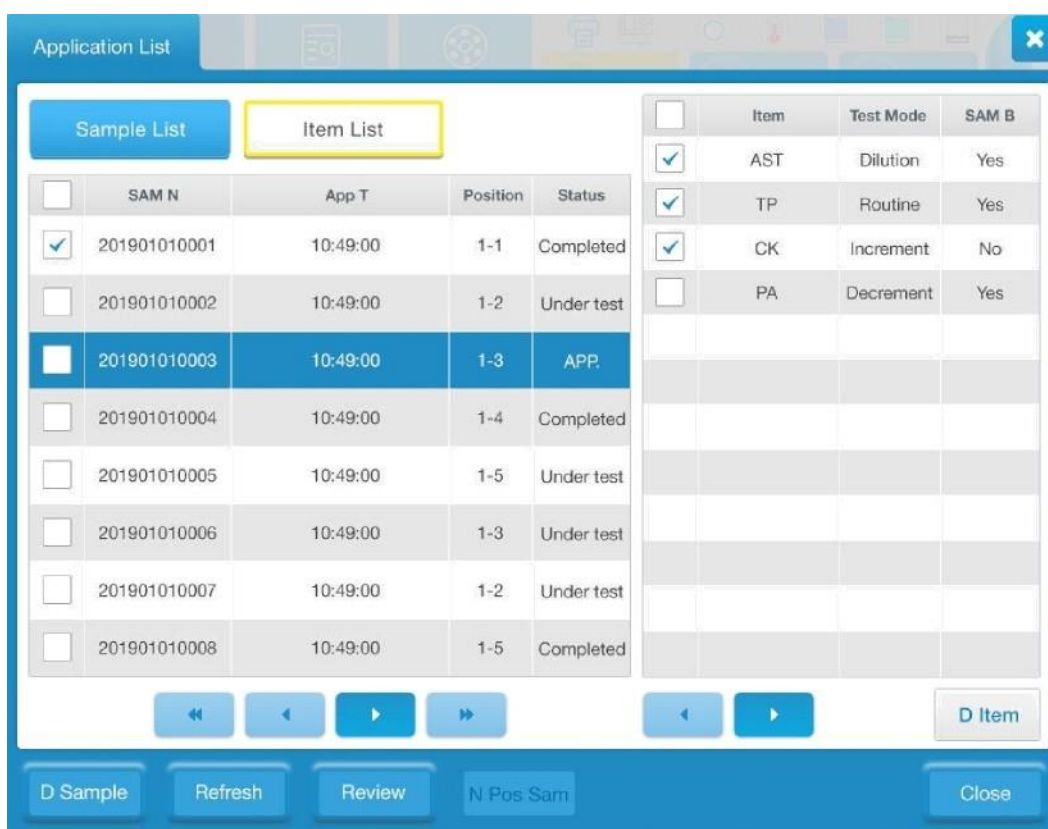 Application List
Sample List
Item List
SAM N App T Position Status
201901010001 10:49:00 1-1 Completed
201901010002 10:49:00 1-2 Under test
201901010003 10:49:00 1-3 APP.
201901010004 10:49:00 1-4 Completed
201901010005 10:49:00 1-5 Under test
201901010006 10:49:00 1-3 Under test
201901010007 10:49:00 1-2 Under test
201901010008 10:49:00 1-5 Completed
Item Test Mode SAM B
AST Dilution Yes
TP Routine Yes
CK Increment No
PA Decrement Yes
D Item
D Sample
Refresh
Review
N Pos Sam
Close